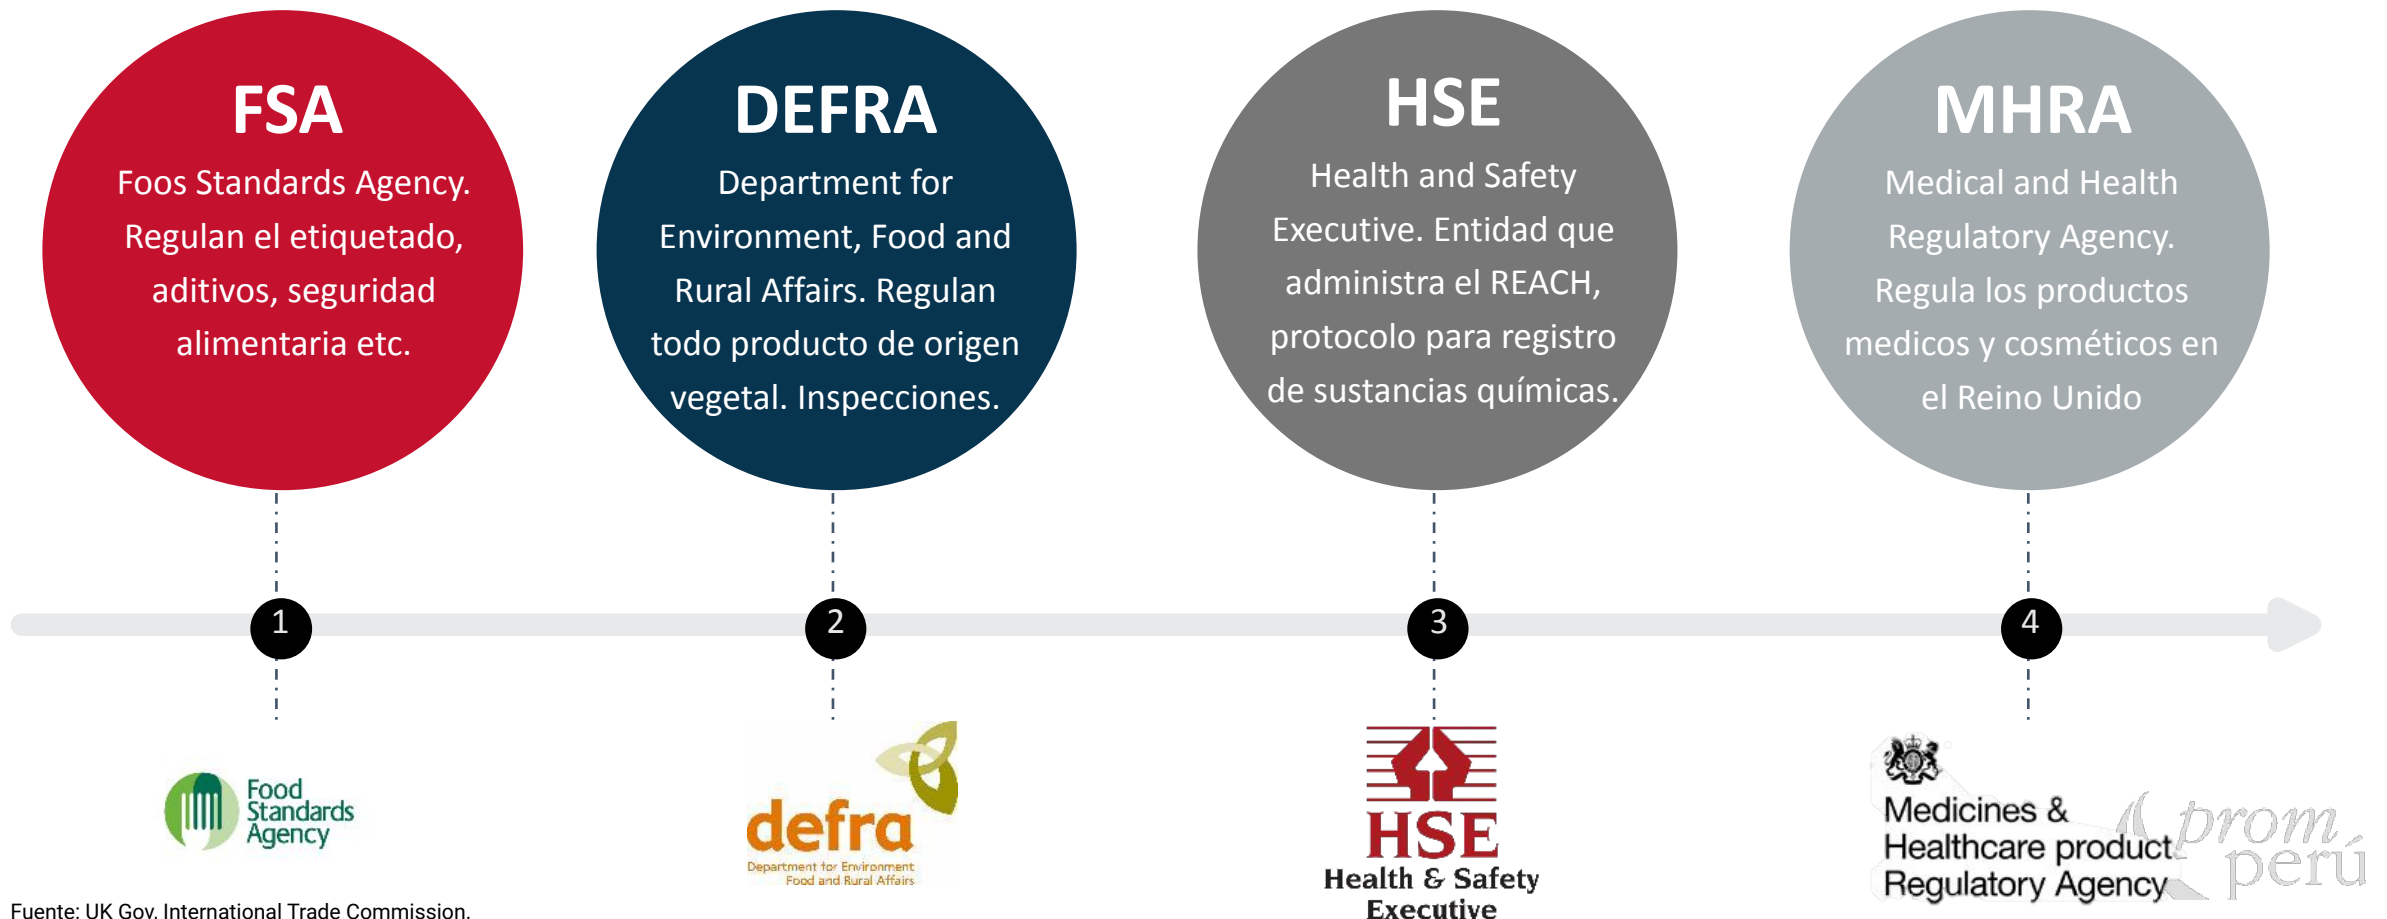 FSA
Foos Standards Agency.
Regulan el etiquetado,
aditivos, seguridad
alimentaria etc.
DEFRA
Department for
Environment, Food and
Rural Affairs. Regulan
todo producto de origen
vegetal. Inspecciones.
HSE
Health and Safety
Executive. Entidad que
administra el REACH,
protocolo para registro
de sustancias químicas.
MHRA
Medical and Health
Regulatory Agency.
Regula los productos
medicos y cosméticos en
el Reino Unido
1
2
3
4
Food
Standards
Agency
defra
Department for Environment
Food and Rural Affairs
HSE
Health & Safety
Executive
Medicines &
Healthcare product
Regulatory Agency
prom
perú
Fuente: UK Gov. International Trade Commission.